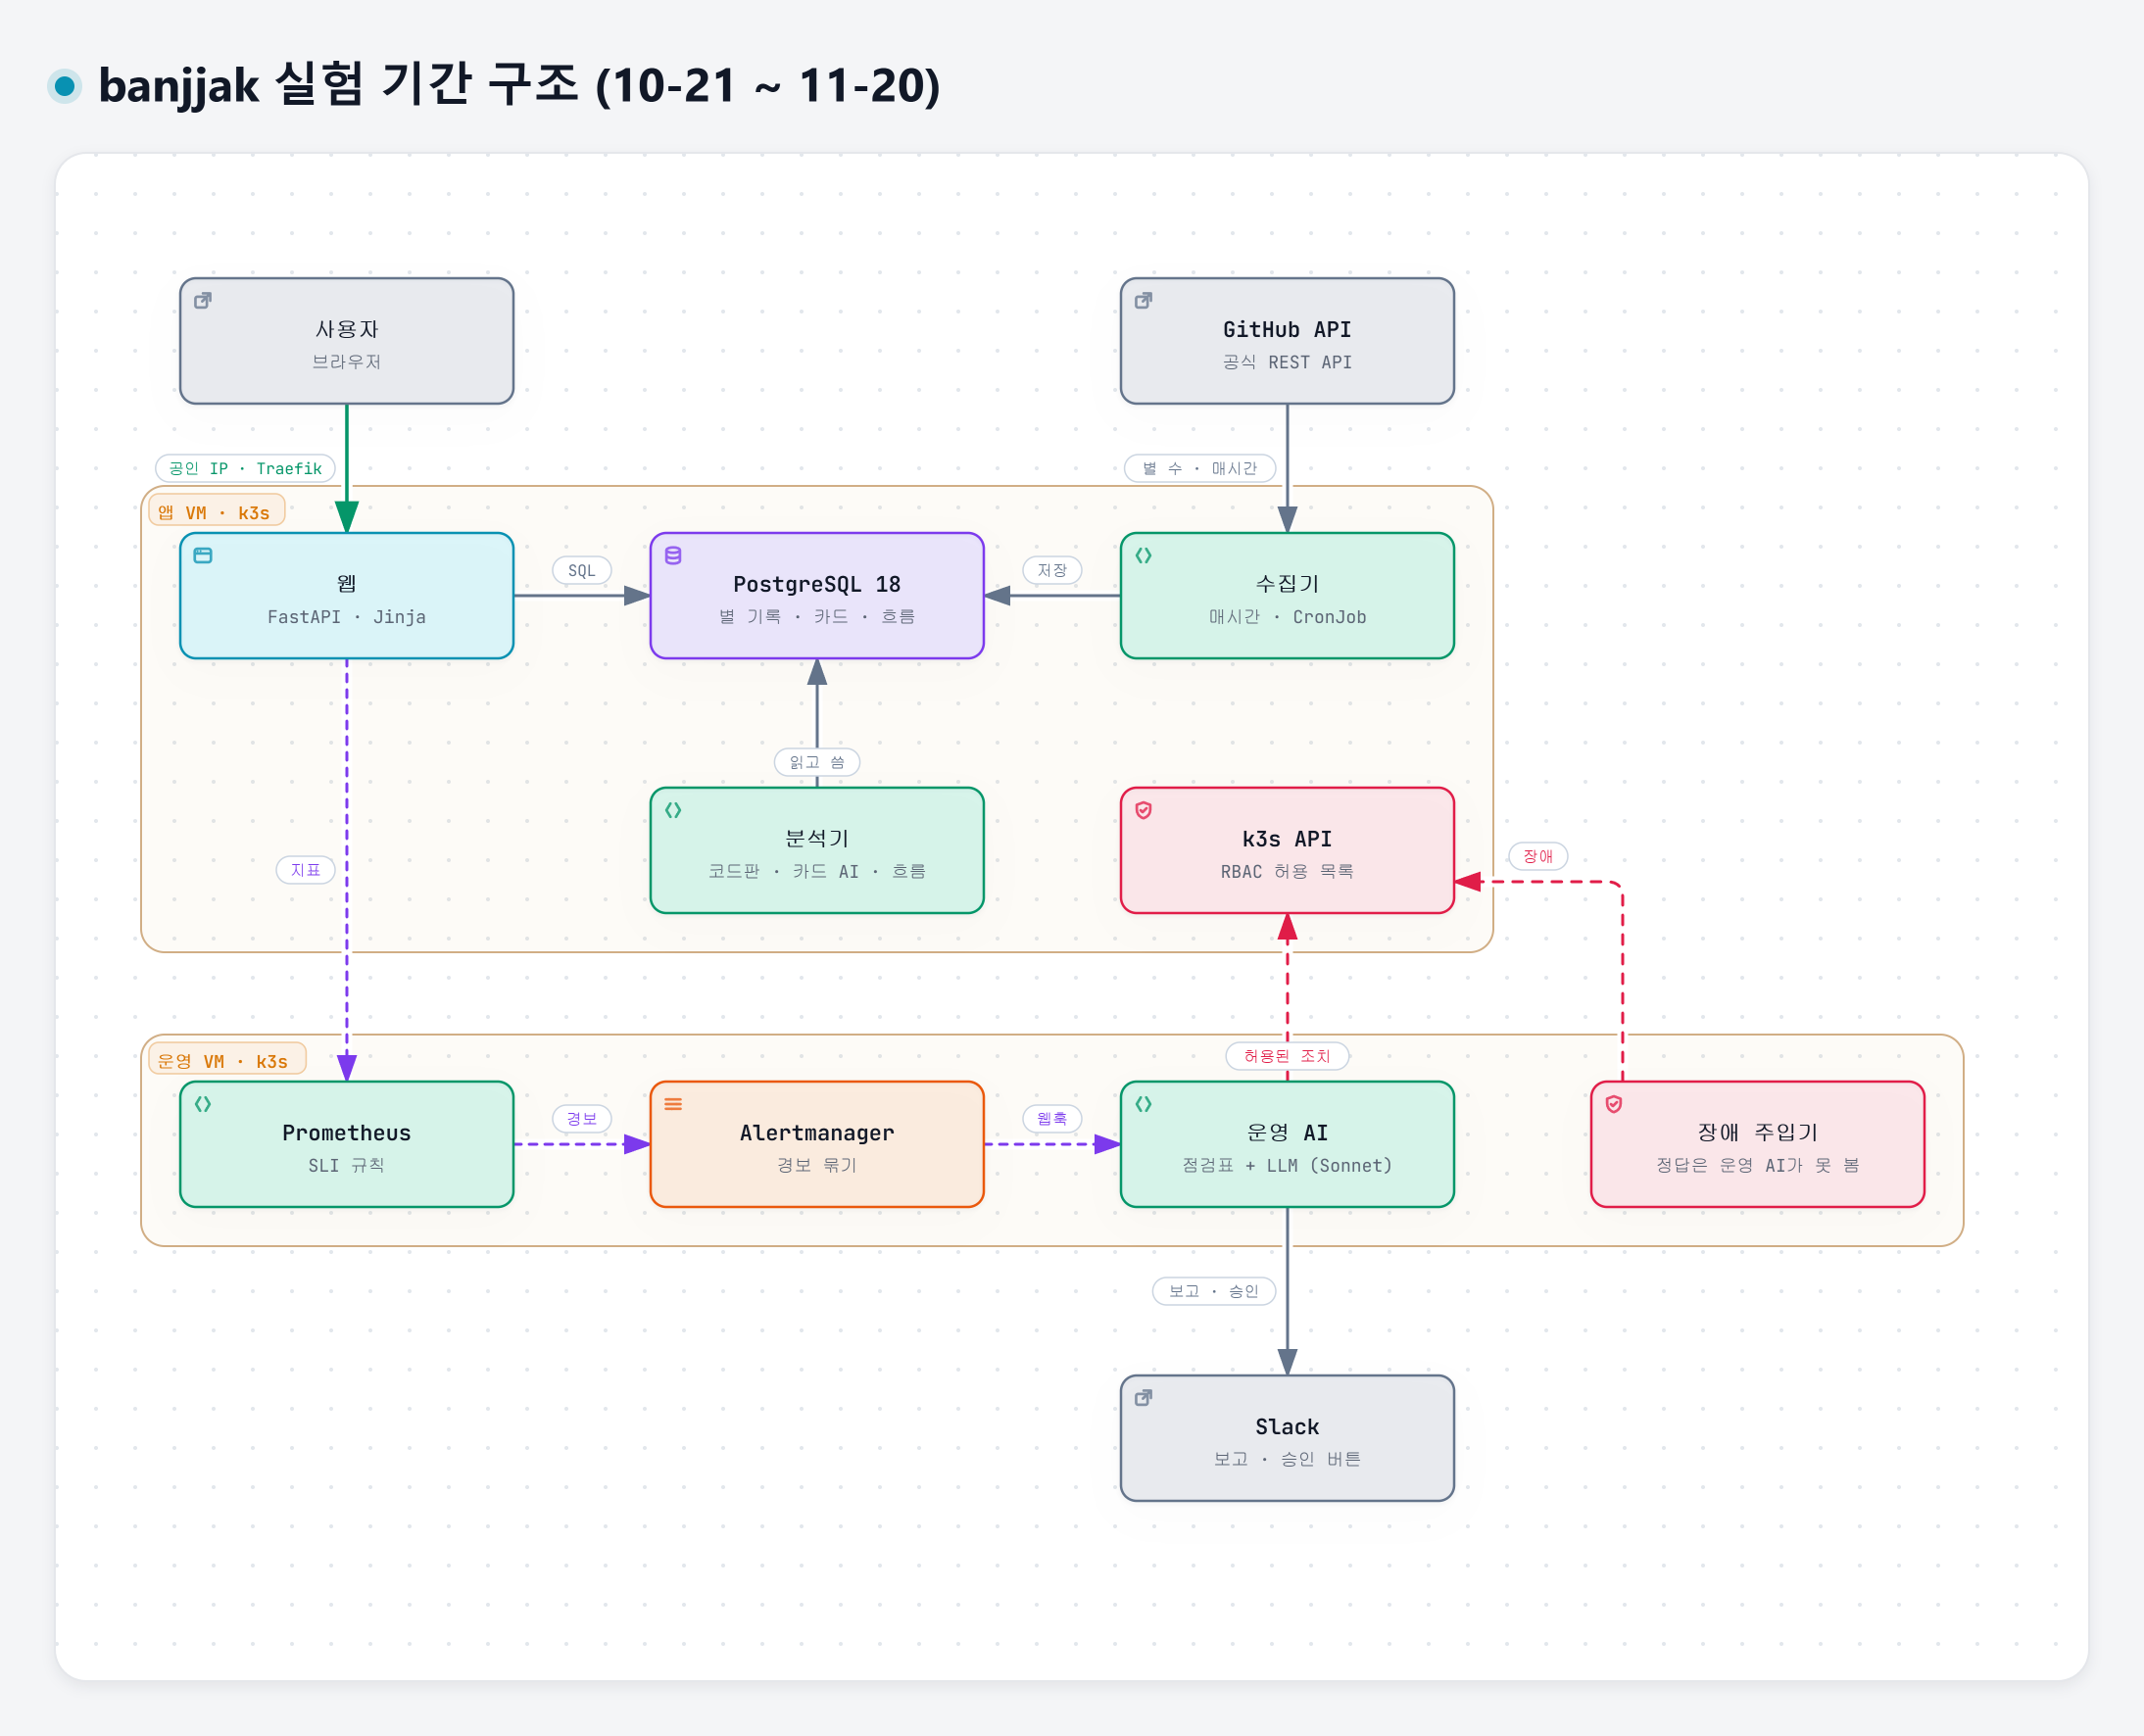 banjjak 실험 기간 구조 (10-21 ~ 11-20)
사용자
브라우저
GitHub API
공식 REST API
공인 IP · Traefik
별 수 · 매시간
앱 VM · k3s
웹
FastAPI · Jinja
SQL
PostgreSQL 18
별 기록 · 카드 · 흐름
저장
수집기
매시간 · CronJob
읽고 씀
분석기
코드판 · 카드 AI · 흐름
k3s API
RBAC 허용 목록
장애
지표
운영 VM · k3s
허용된 조치
Prometheus
SLI 규칙
경보
Alertmanager
경보 묶기
웹훅
운영 AI
점검표 + LLM (Sonnet)
장애 주입기
정답은 운영 AI가 못 봄
보고 · 승인
Slack
보고 · 승인 버튼